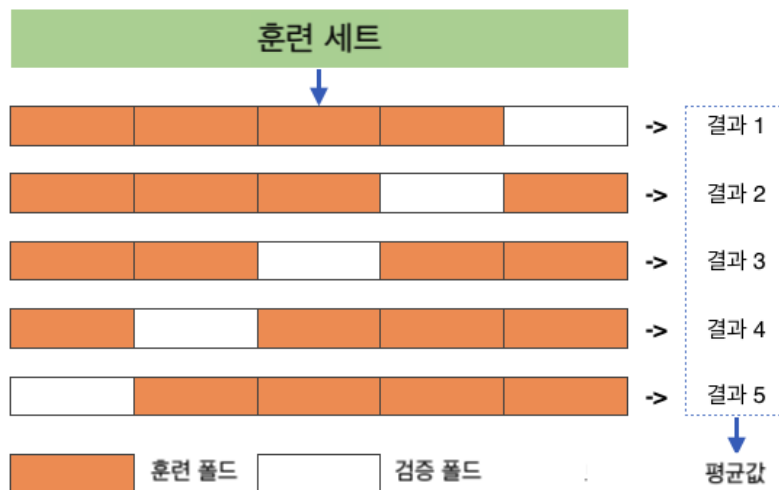 훈련 세트
-> 결과 1
-> 결과 2
-> 결과 3
-> 결과 4
-> 결과 5
훈련 폴드 검증 폴드 평균값